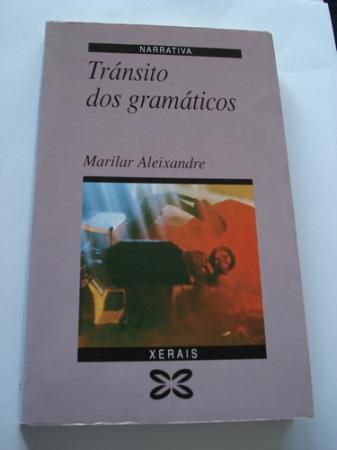 NARRATIVA
Tránsito
dos gramáticos
Marilar Aleixandre
XERAIS